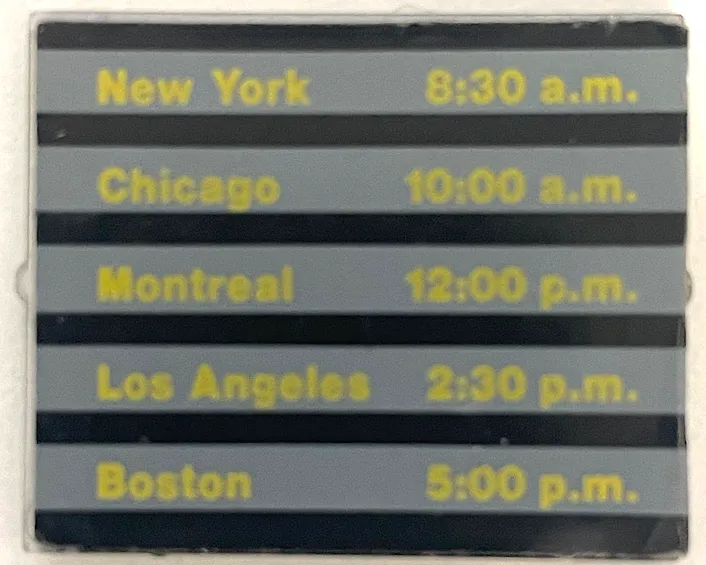 New York 8:30 a.m.
Chicago 10:00 a.m.
Montreal 12:00 p.m.
Los Angeles 2:30 p.m.
Boston 5:00 p.m.